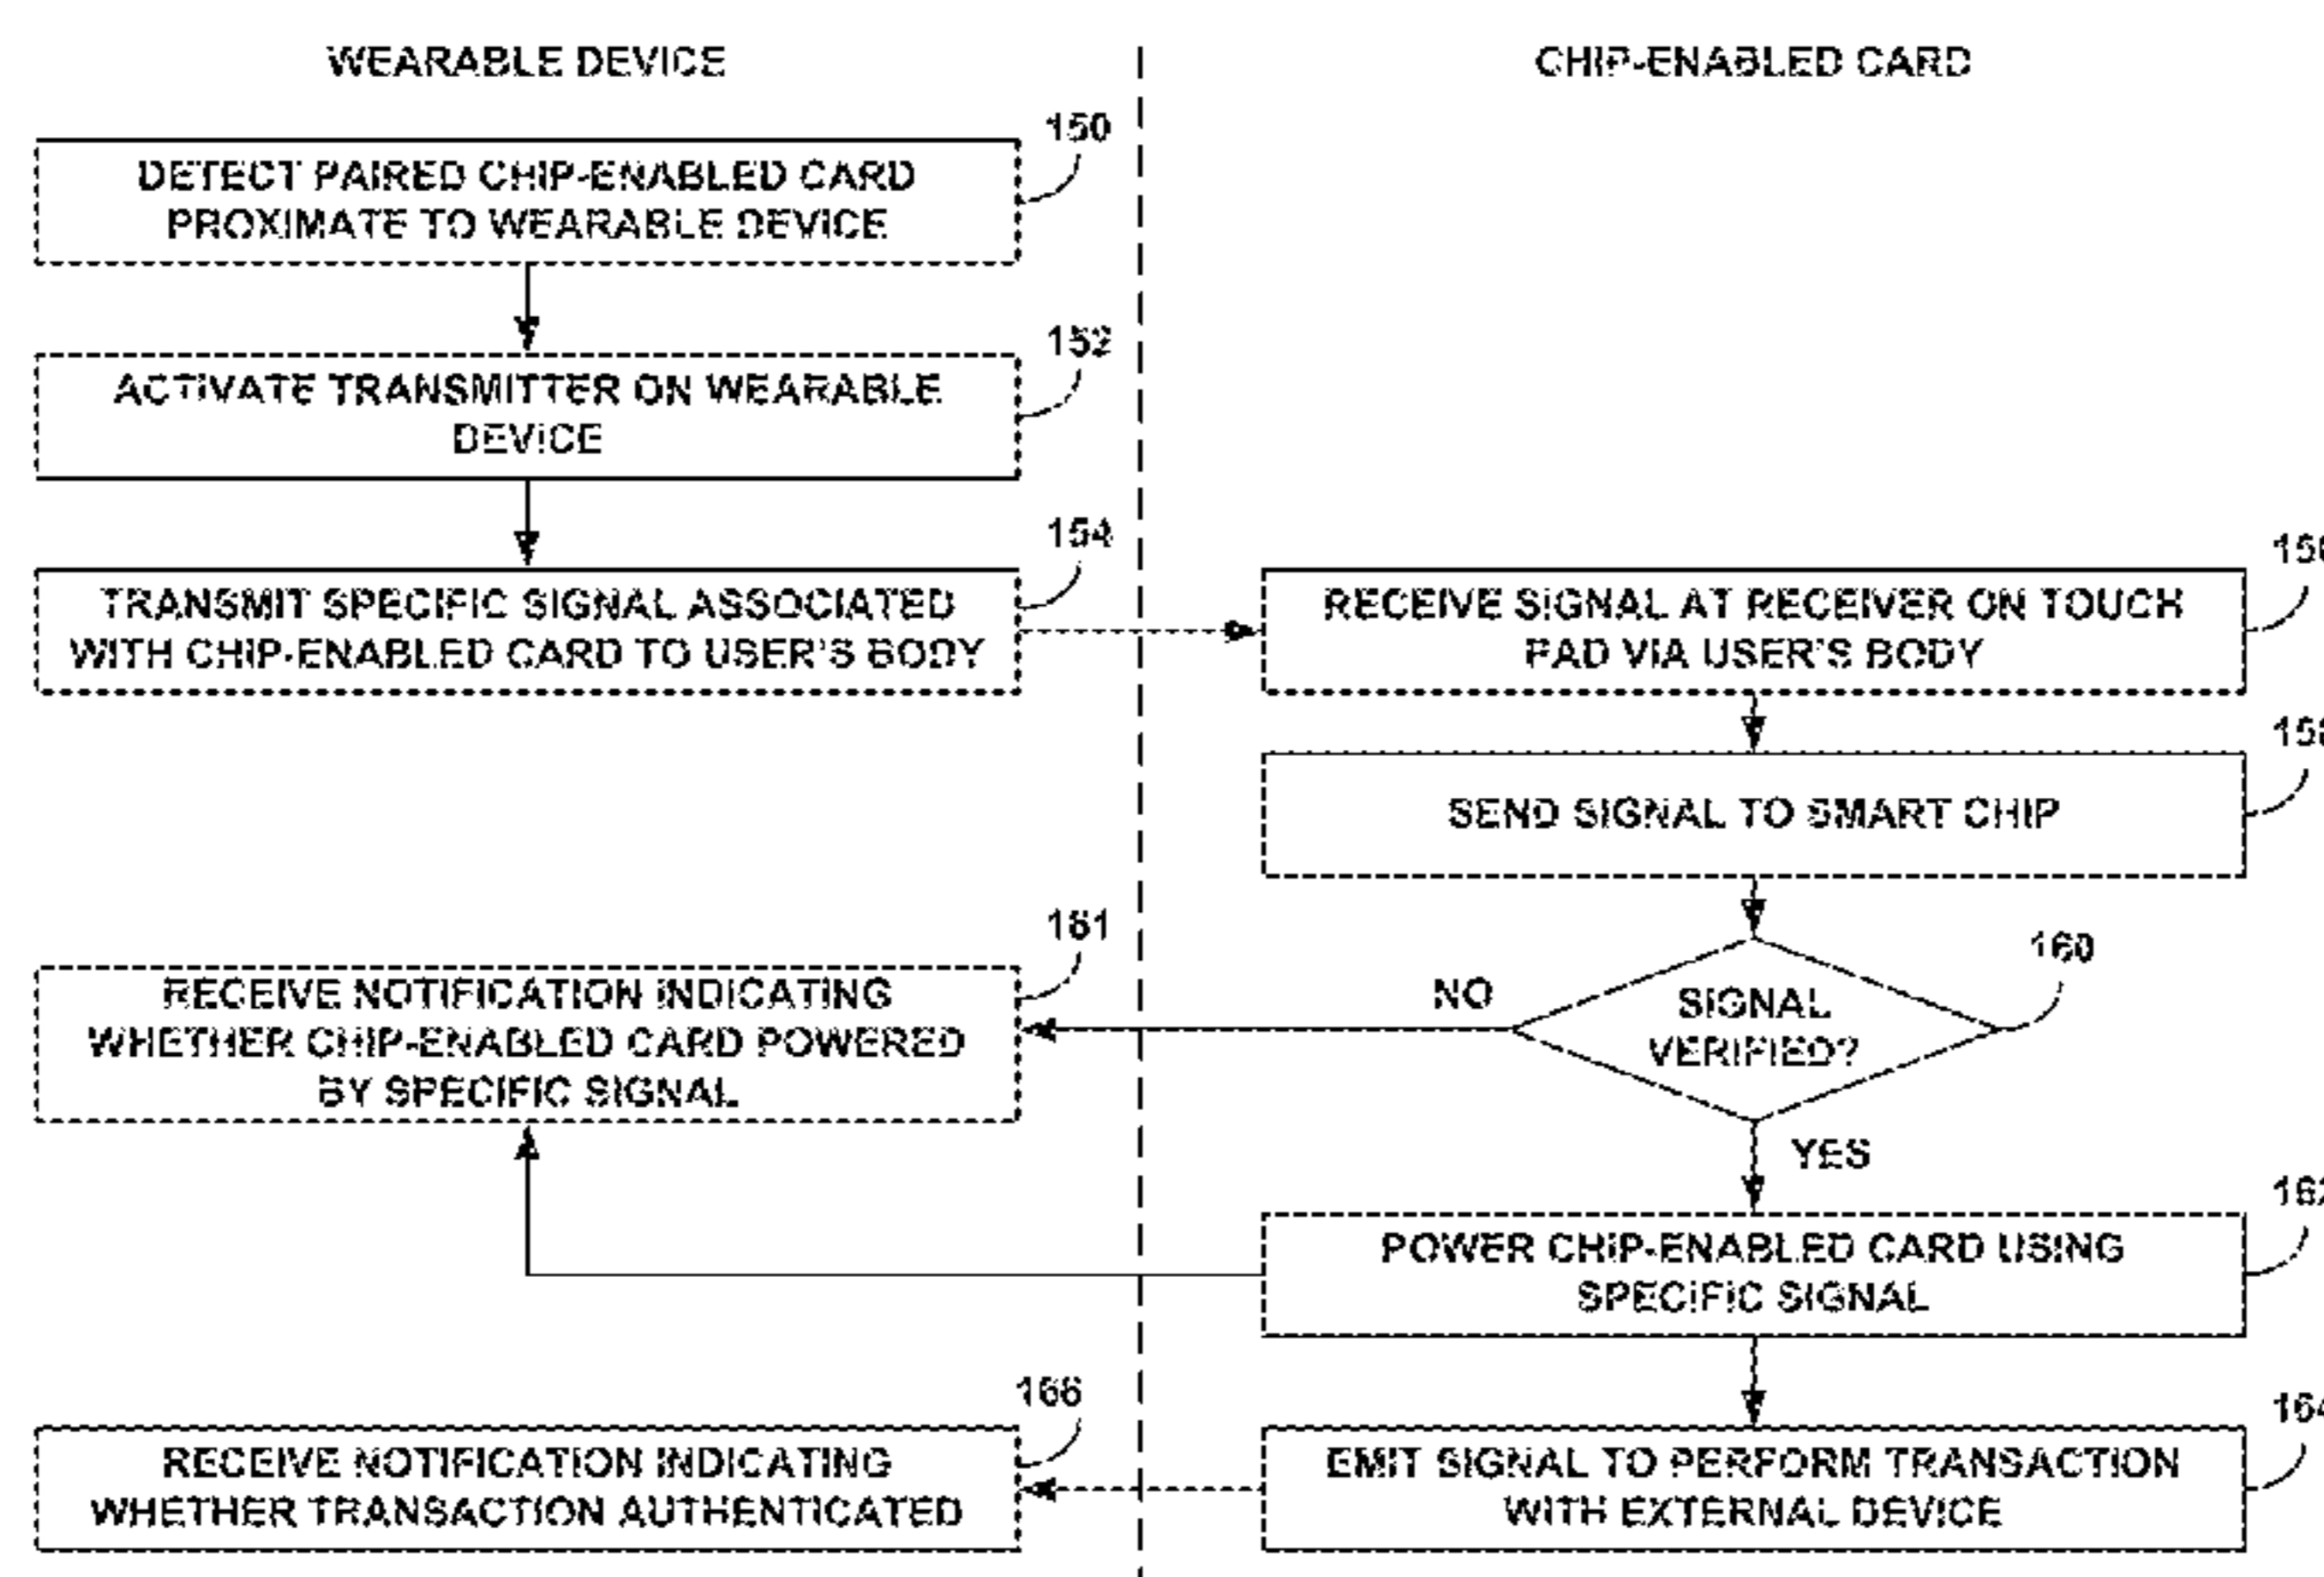 WEARABLE DEVICE
CHIP-ENABLED CARD
150
DETECT PAIRED CHIP-ENABLED CARD
PROXIMATE TO WEARABLE DEVICE
152
ACTIVATE TRANSMITTER ON WEARABLE
DEVICE
154
TRANSMIT SPECIFIC SIGNAL ASSOCIATED
WITH CHIP-ENABLED CARD TO USER'S BODY
RECEIVE SIGNAL AT RECEIVER ON TOUCH
PAD VIA USER'S BODY
SEND SIGNAL TO SMART CHIP
160
SIGNAL
VERIFIED?
NO
YES
161
RECEIVE NOTIFICATION INDICATING
WHETHER CHIP-ENABLED CARD POWERED
BY SPECIFIC SIGNAL
POWER CHIP-ENABLED CARD USING
SPECIFIC SIGNAL
164
EMIT SIGNAL TO PERFORM TRANSACTION
WITH EXTERNAL DEVICE
166
RECEIVE NOTIFICATION INDICATING
WHETHER TRANSACTION AUTHENTICATED